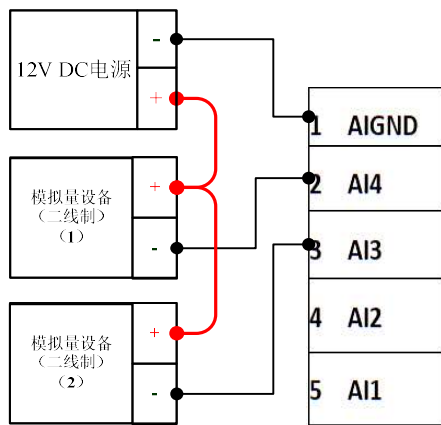 -
12V DC电源
+
1 AIGND
模拟量设备
（二线制）
（1）
+
-
2 AI4
3 AI3
模拟量设备
（二线制）
（2）
+
-
4 AI2
5 AI1